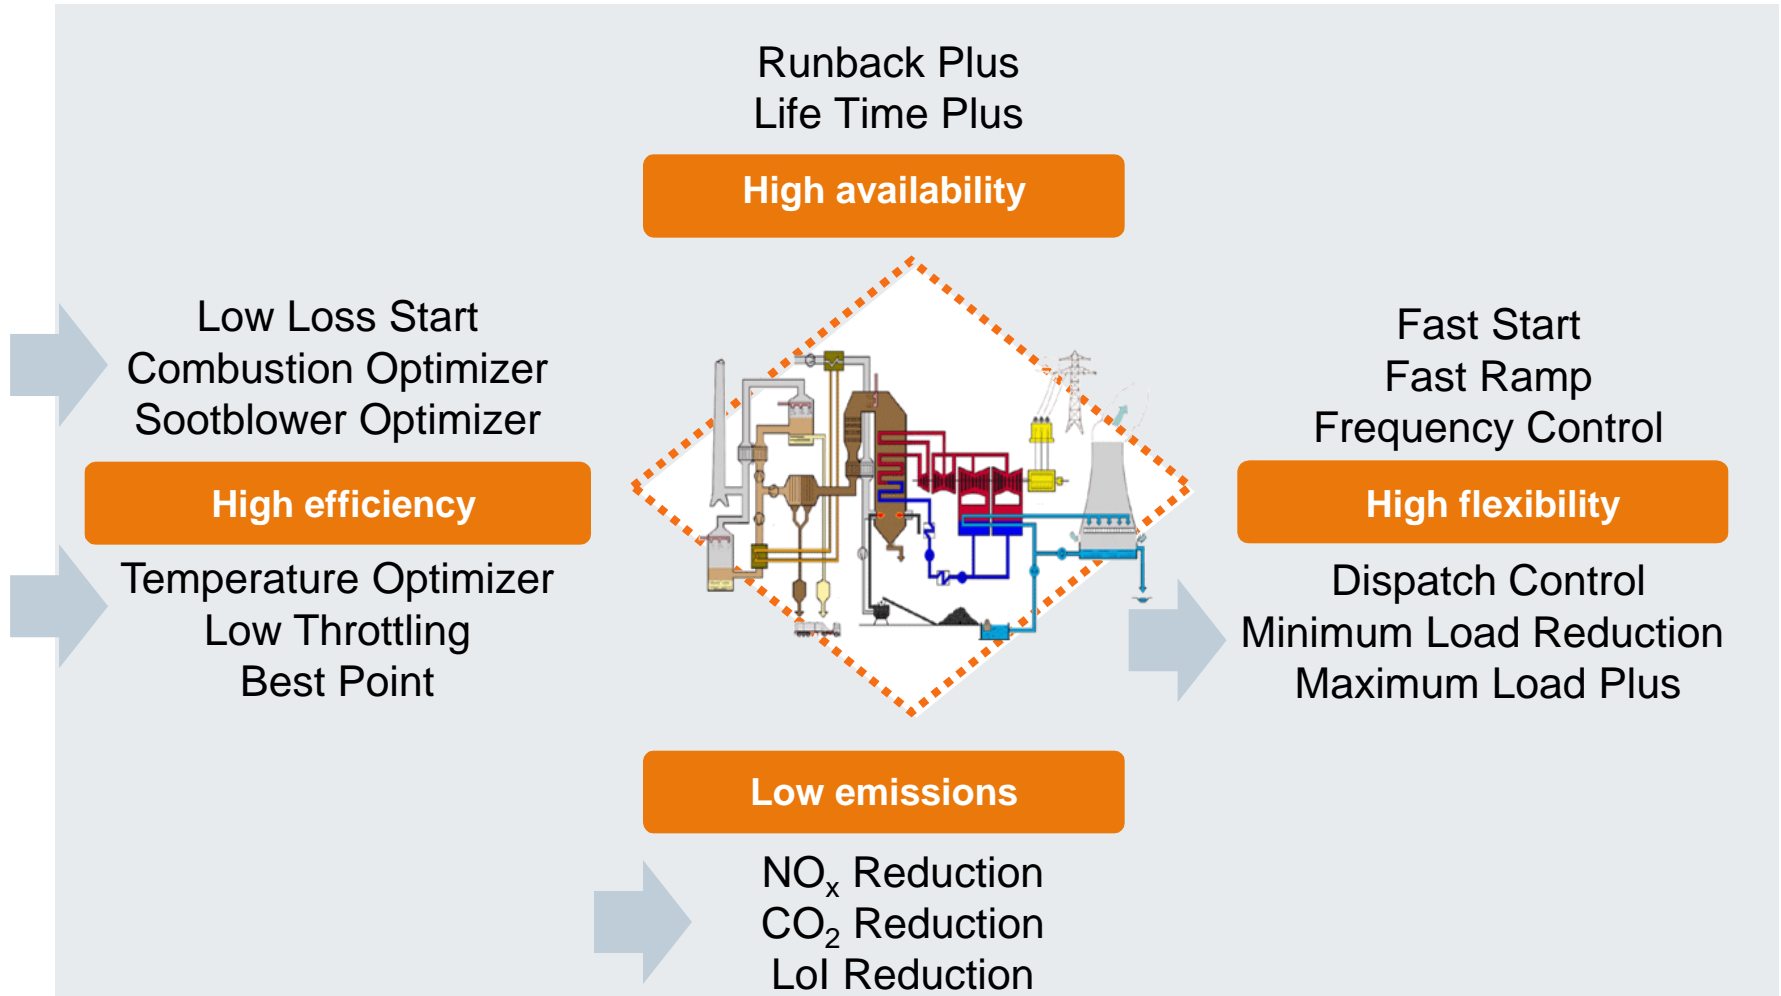 Runback Plus
Life Time Plus
High availability
Low Loss Start
Combustion Optimizer
Sootblower Optimizer
High efficiency
Temperature Optimizer
Low Throttling
Best Point
Fast Start
Fast Ramp
Frequency Control
High flexibility
Dispatch Control
Minimum Load Reduction
Maximum Load Plus
Low emissions
NOₓ Reduction
CO₂ Reduction
LoI Reduction